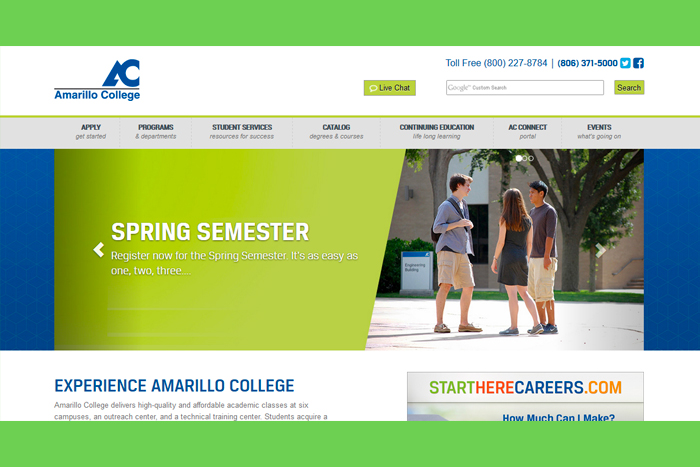 AC
Amarillo College
Toll Free (800) 227-8784 | (806) 371-5000
Live Chat
Google™ Custom Search
Search
APPLY
get started
PROGRAMS
& departments
STUDENT SERVICES
resources for success
CATALOG
degrees & courses
CONTINUING EDUCATION
life long learning
AC CONNECT
portal
EVENTS
what's going on
SPRING SEMESTER
Register now for the Spring Semester. It's as easy as
one, two, three....
Engineering
Building
EXPERIENCE AMARILLO COLLEGE
Amarillo College delivers high-quality and affordable academic classes at six
campuses, an outreach center, and a technical training center. Students acquire a
STARTHERECAREERS.COM
How Much Can I Make?